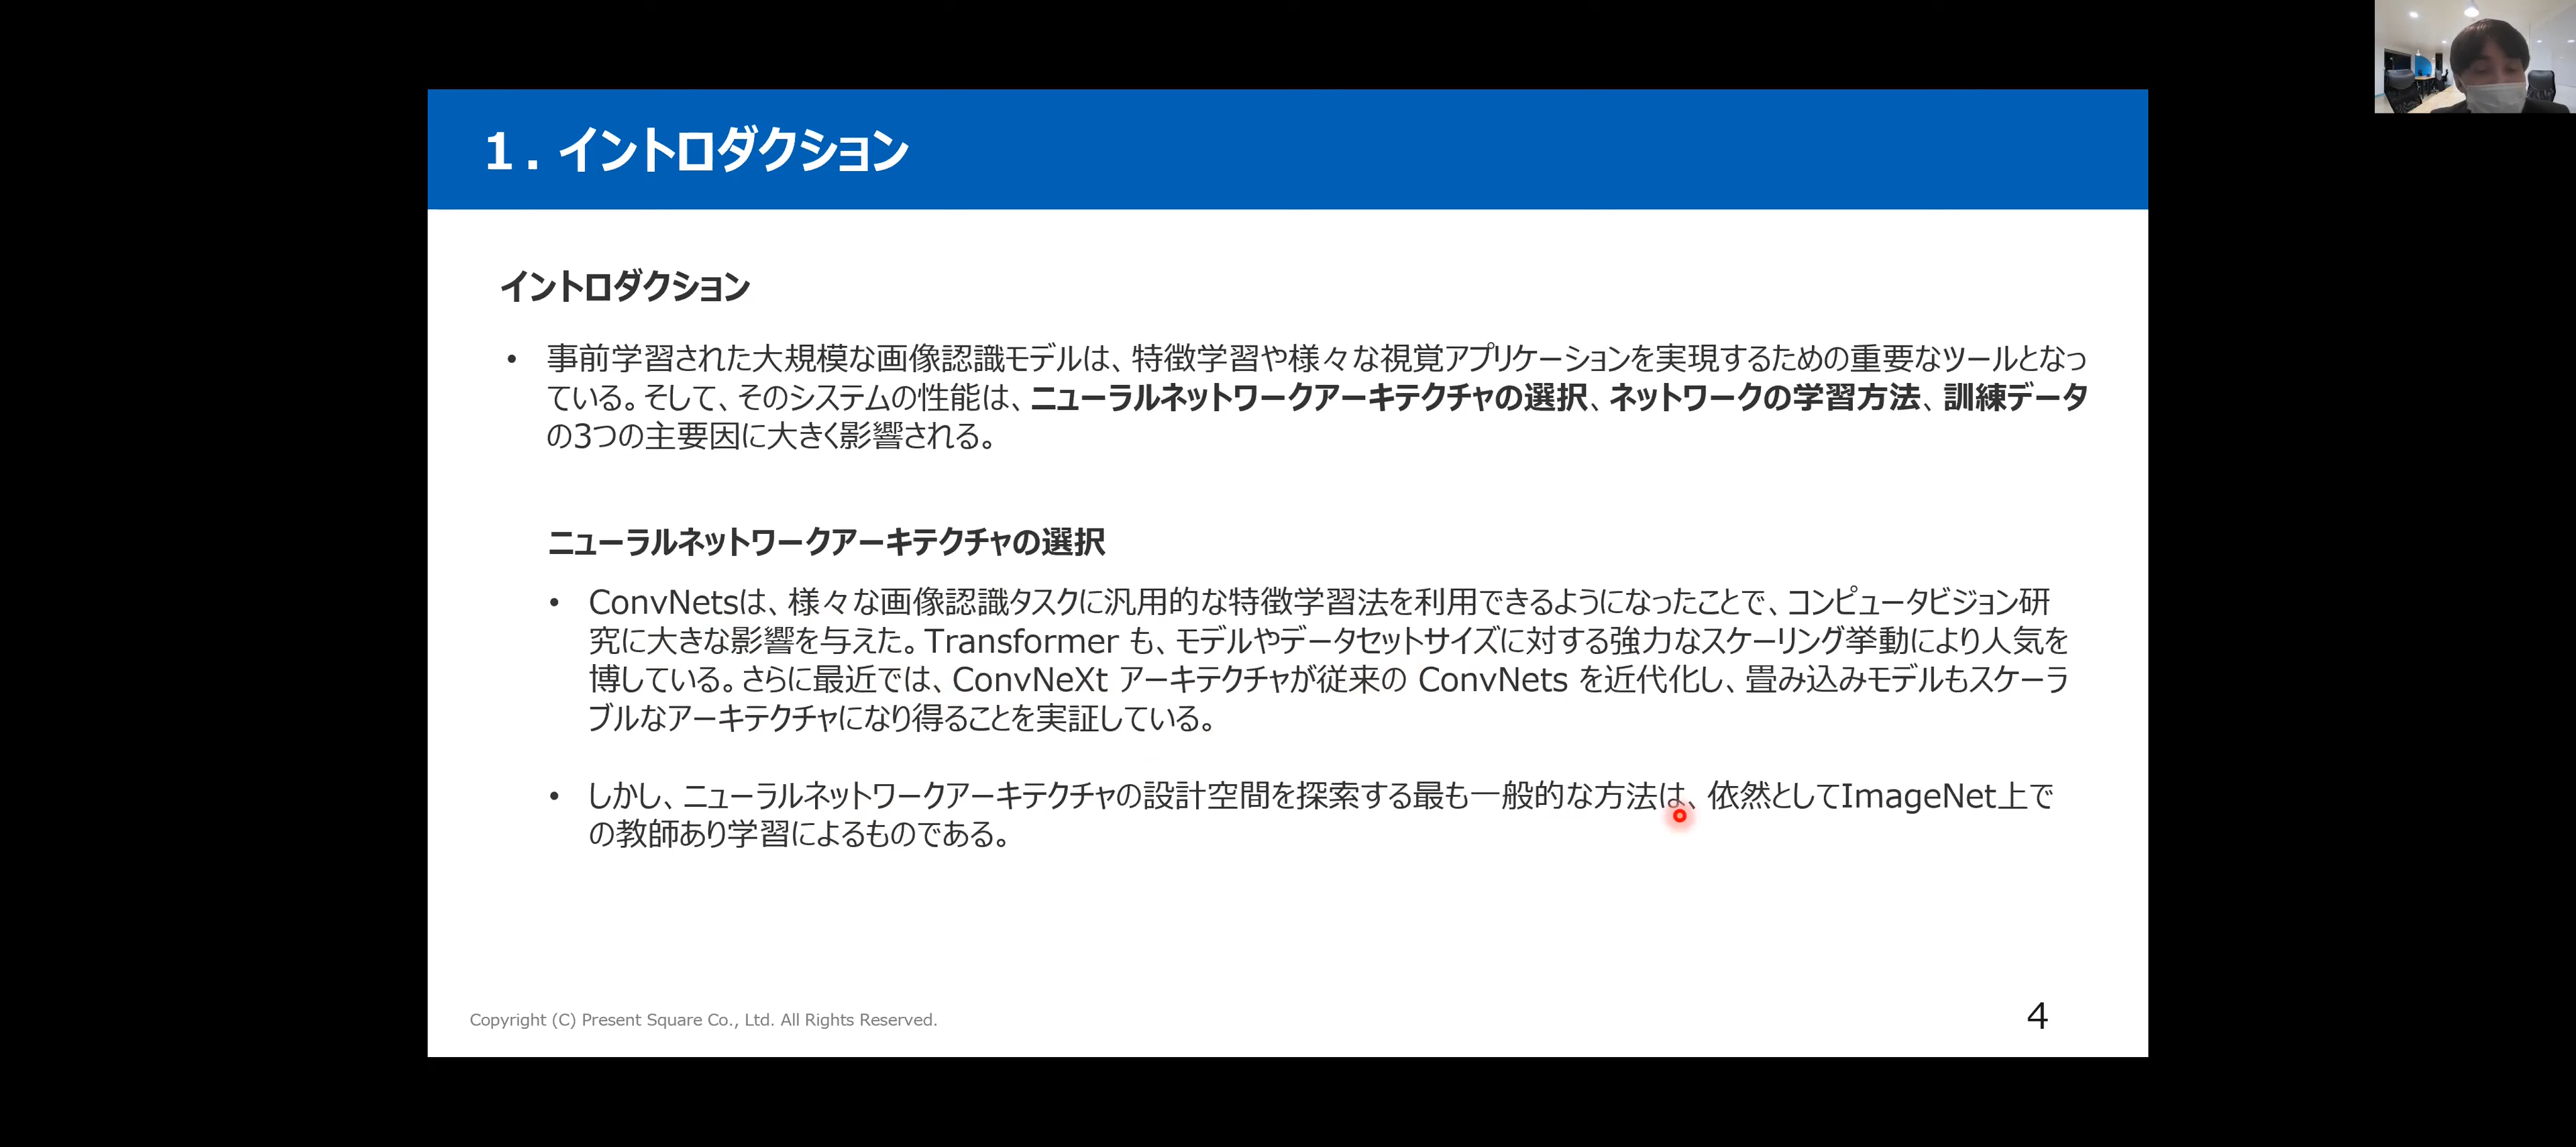 1. イントロダクション
イントロダクション
• 事前学習された大規模な画像認識モデルは、特徴学習や様々な視覚アプリケーションを実現するための重要なツールとなっ
ている。そして、そのシステムの性能は、ニューラルネットワークアーキテクチャの選択、ネットワークの学習方法、訓練データ
の3つの主要因に大きく影響される。
ニューラルネットワークアーキテクチャの選択
• ConvNetsは、様々な画像認識タスクに汎用的な特徴学習法を利用できるようになったことで、コンピュータビジョン研
究に大きな影響を与えた。Transformer も、モデルやデータセットサイズに対する強力なスケーリング挙動により人気を
博している。さらに最近では、ConvNeXt アーキテクチャが従来の ConvNets を近代化し、畳み込みモデルもスケーラ
ブルなアーキテクチャになり得ることを実証している。
• しかし、ニューラルネットワークアーキテクチャの設計空間を探索する最も一般的な方法は、依然としてImageNet上で
の教師あり学習によるものである。
Copyright (C) Present Square Co., Ltd. All Rights Reserved.
4